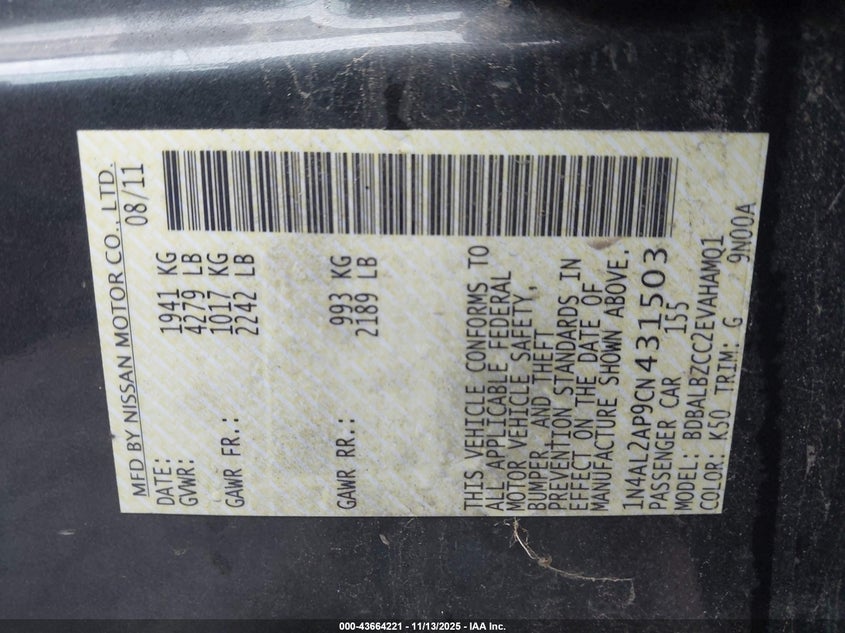 MFD BY NISSAN MOTOR CO., LTD.
DATE: 08/11
GVWR: 1941 KG
4279 LB
GAWR FR.: 1017 KG
2242 LB
GAWR RR.: 993 KG
2189 LB
THIS VEHICLE CONFORMS TO
ALL APPLICABLE FEDERAL
MOTOR VEHICLE SAFETY,
BUMPER, AND THEFT
PREVENTION STANDARDS IN
EFFECT ON THE DATE OF
MANUFACTURE SHOWN ABOVE.
1N4AL2AP9CN431503
PASSENGER CAR 155
MODEL: BDBALBZCC2EVAHAMQ1
COLOR: K50 TRIM: G 9N00A
000-43664221 - 11/13/2025 - IAA Inc.